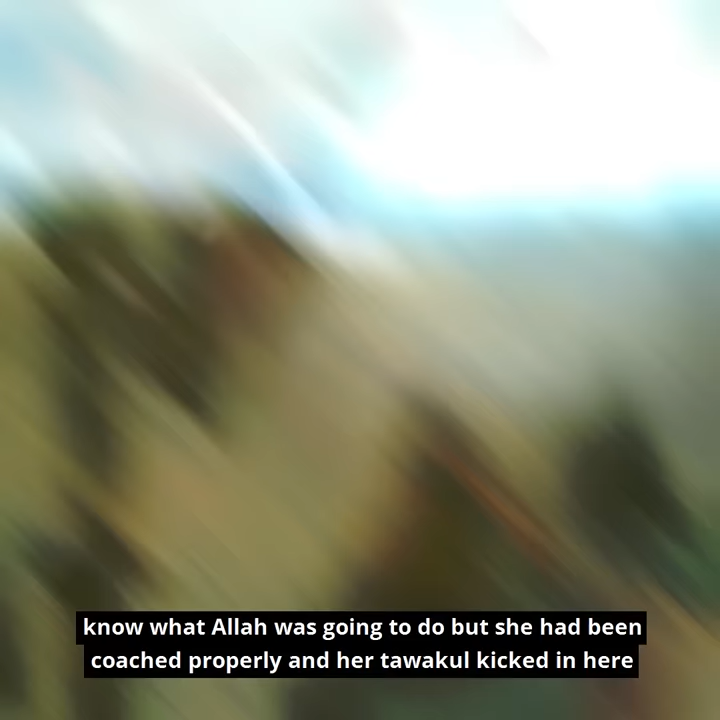 know what Allah was going to do but she had been
coached properly and her tawakul kicked in here